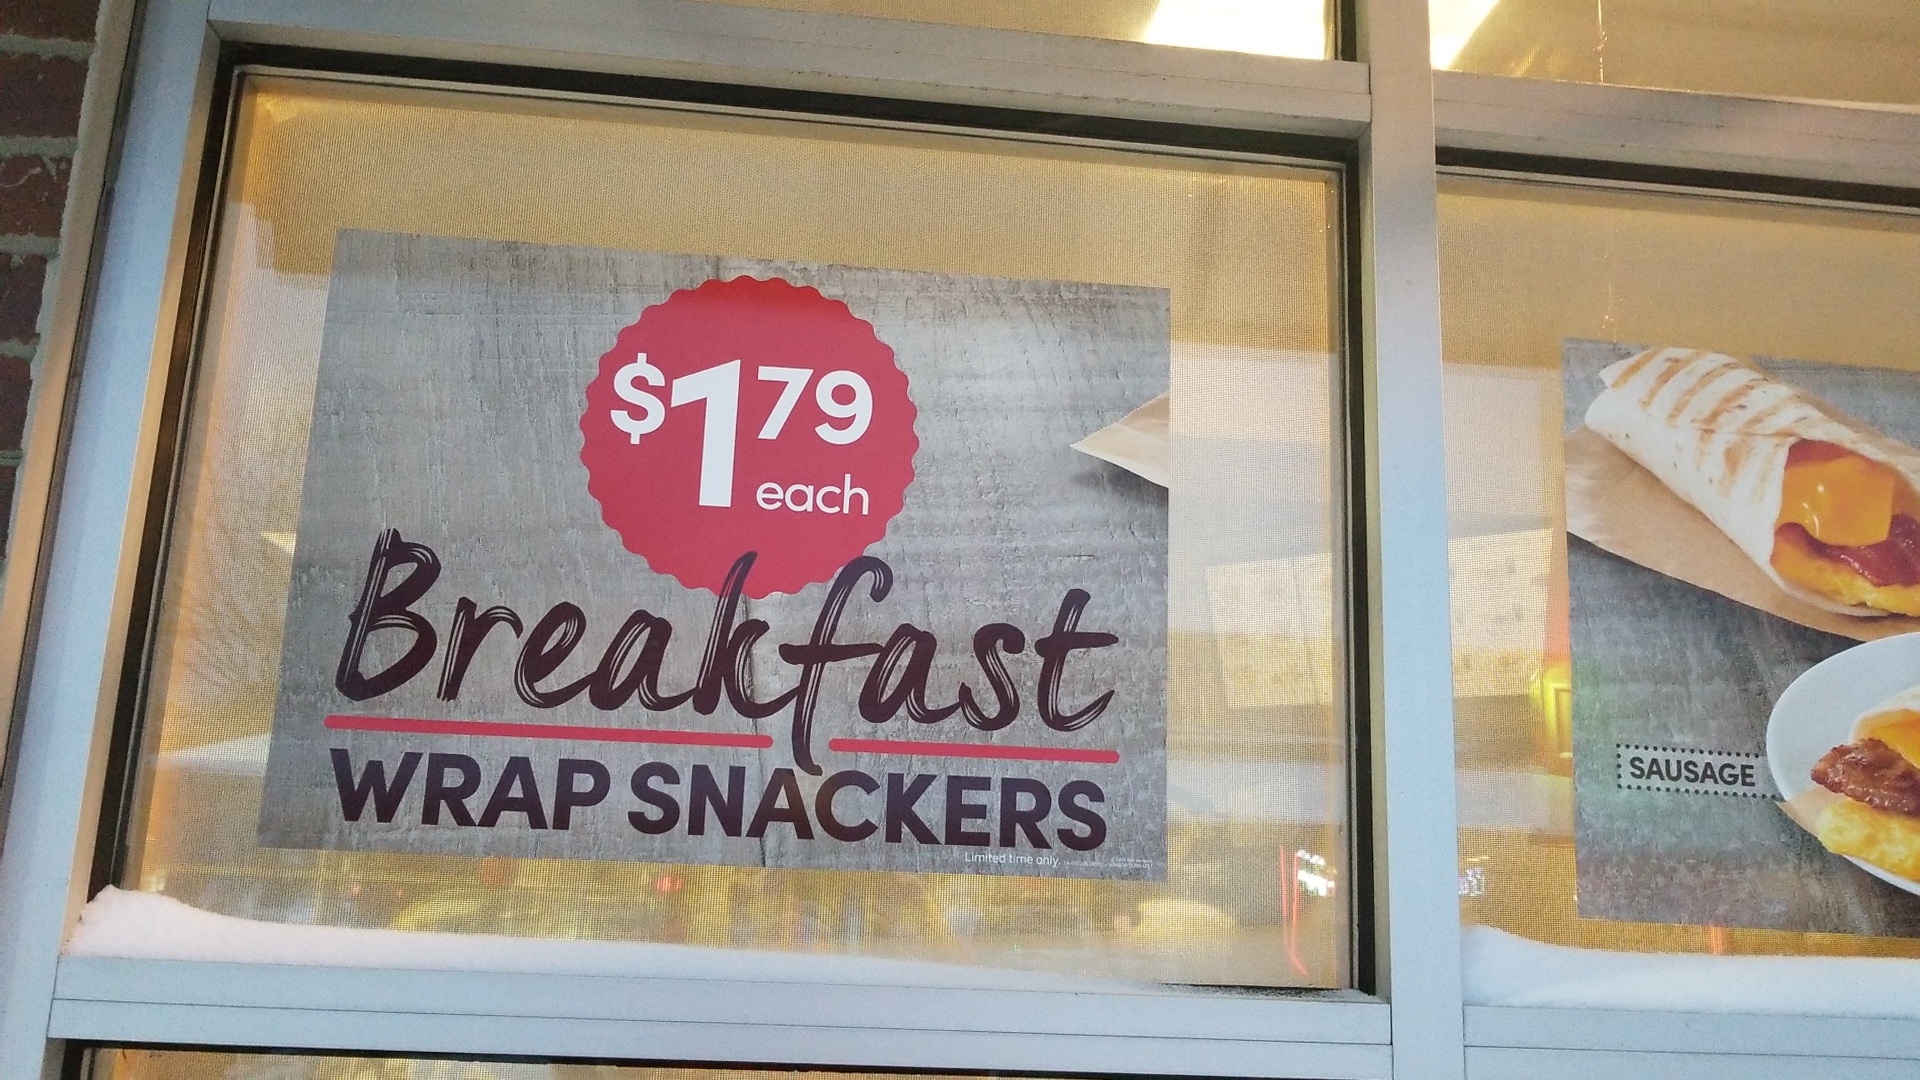 $1 79
each
Breakfast
WRAP SNACKERS
Limited time only.
SAUSAGE